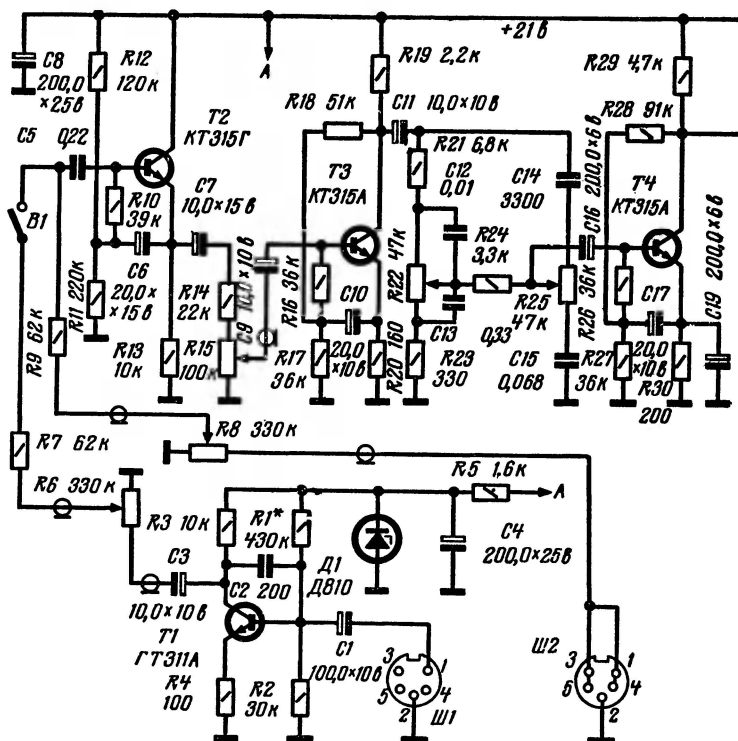 +21в
C8
200,0
×25в
R12
120к
А
R19 2,2к
R29 4,7к
R18 51к
C11
10,0×10в
R28 91к
T2
КТ315Г
C5
0,22
R21 6,8к
C12
0,01
C14
3300
200,0×6в
T3
КТ315А
T4
КТ315А
C7
10,0×15в
R10
39к
В1
C6
20,0×
×15в
R11 220к
R14
22к
C9 10,0×10в
R16 36к
C10
20,0
×10в
R22 47к
R24
3,3к
C16
R25
47к
R26 36к
C17
20,0
×10в
C19 200,0×6в
R9 62к
R13
10к
R15
100к
R17
36к
R20 160
C13
0,33
R23
330
C15
0,068
R27
36к
R30
200
R7 62к
R8 330к
R6 330к
R5 1,6к
А
R3 10к
R1*
430к
C3
10,0×10в
C2
200
Д1
Д810
C4
200,0×25в
T1
ГТ311А
C1
100,0×10в
R4
100
R2
30к
3
1
5
4
2
Ш1
Ш2
3
1
5
4
2